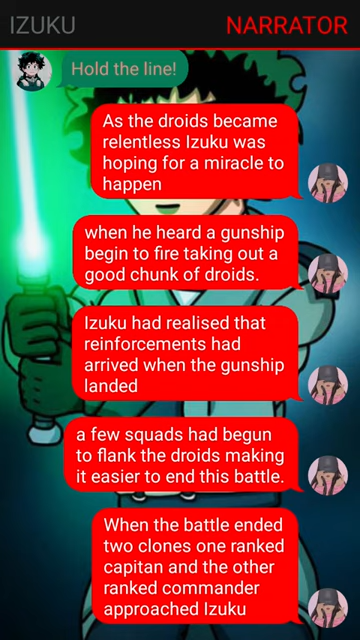 IZUKU
NARRATOR
Hold the line!
As the droids became
relentless Izuku was
hoping for a miracle to
happen
when he heard a gunship
begin to fire taking out a
good chunk of droids.
Izuku had realised that
reinforcements had
arrived when the gunship
landed
a few squads had begun
to flank the droids making
it easier to end this battle.
When the battle ended
two clones one ranked
capitan and the other
ranked commander
approached Izuku